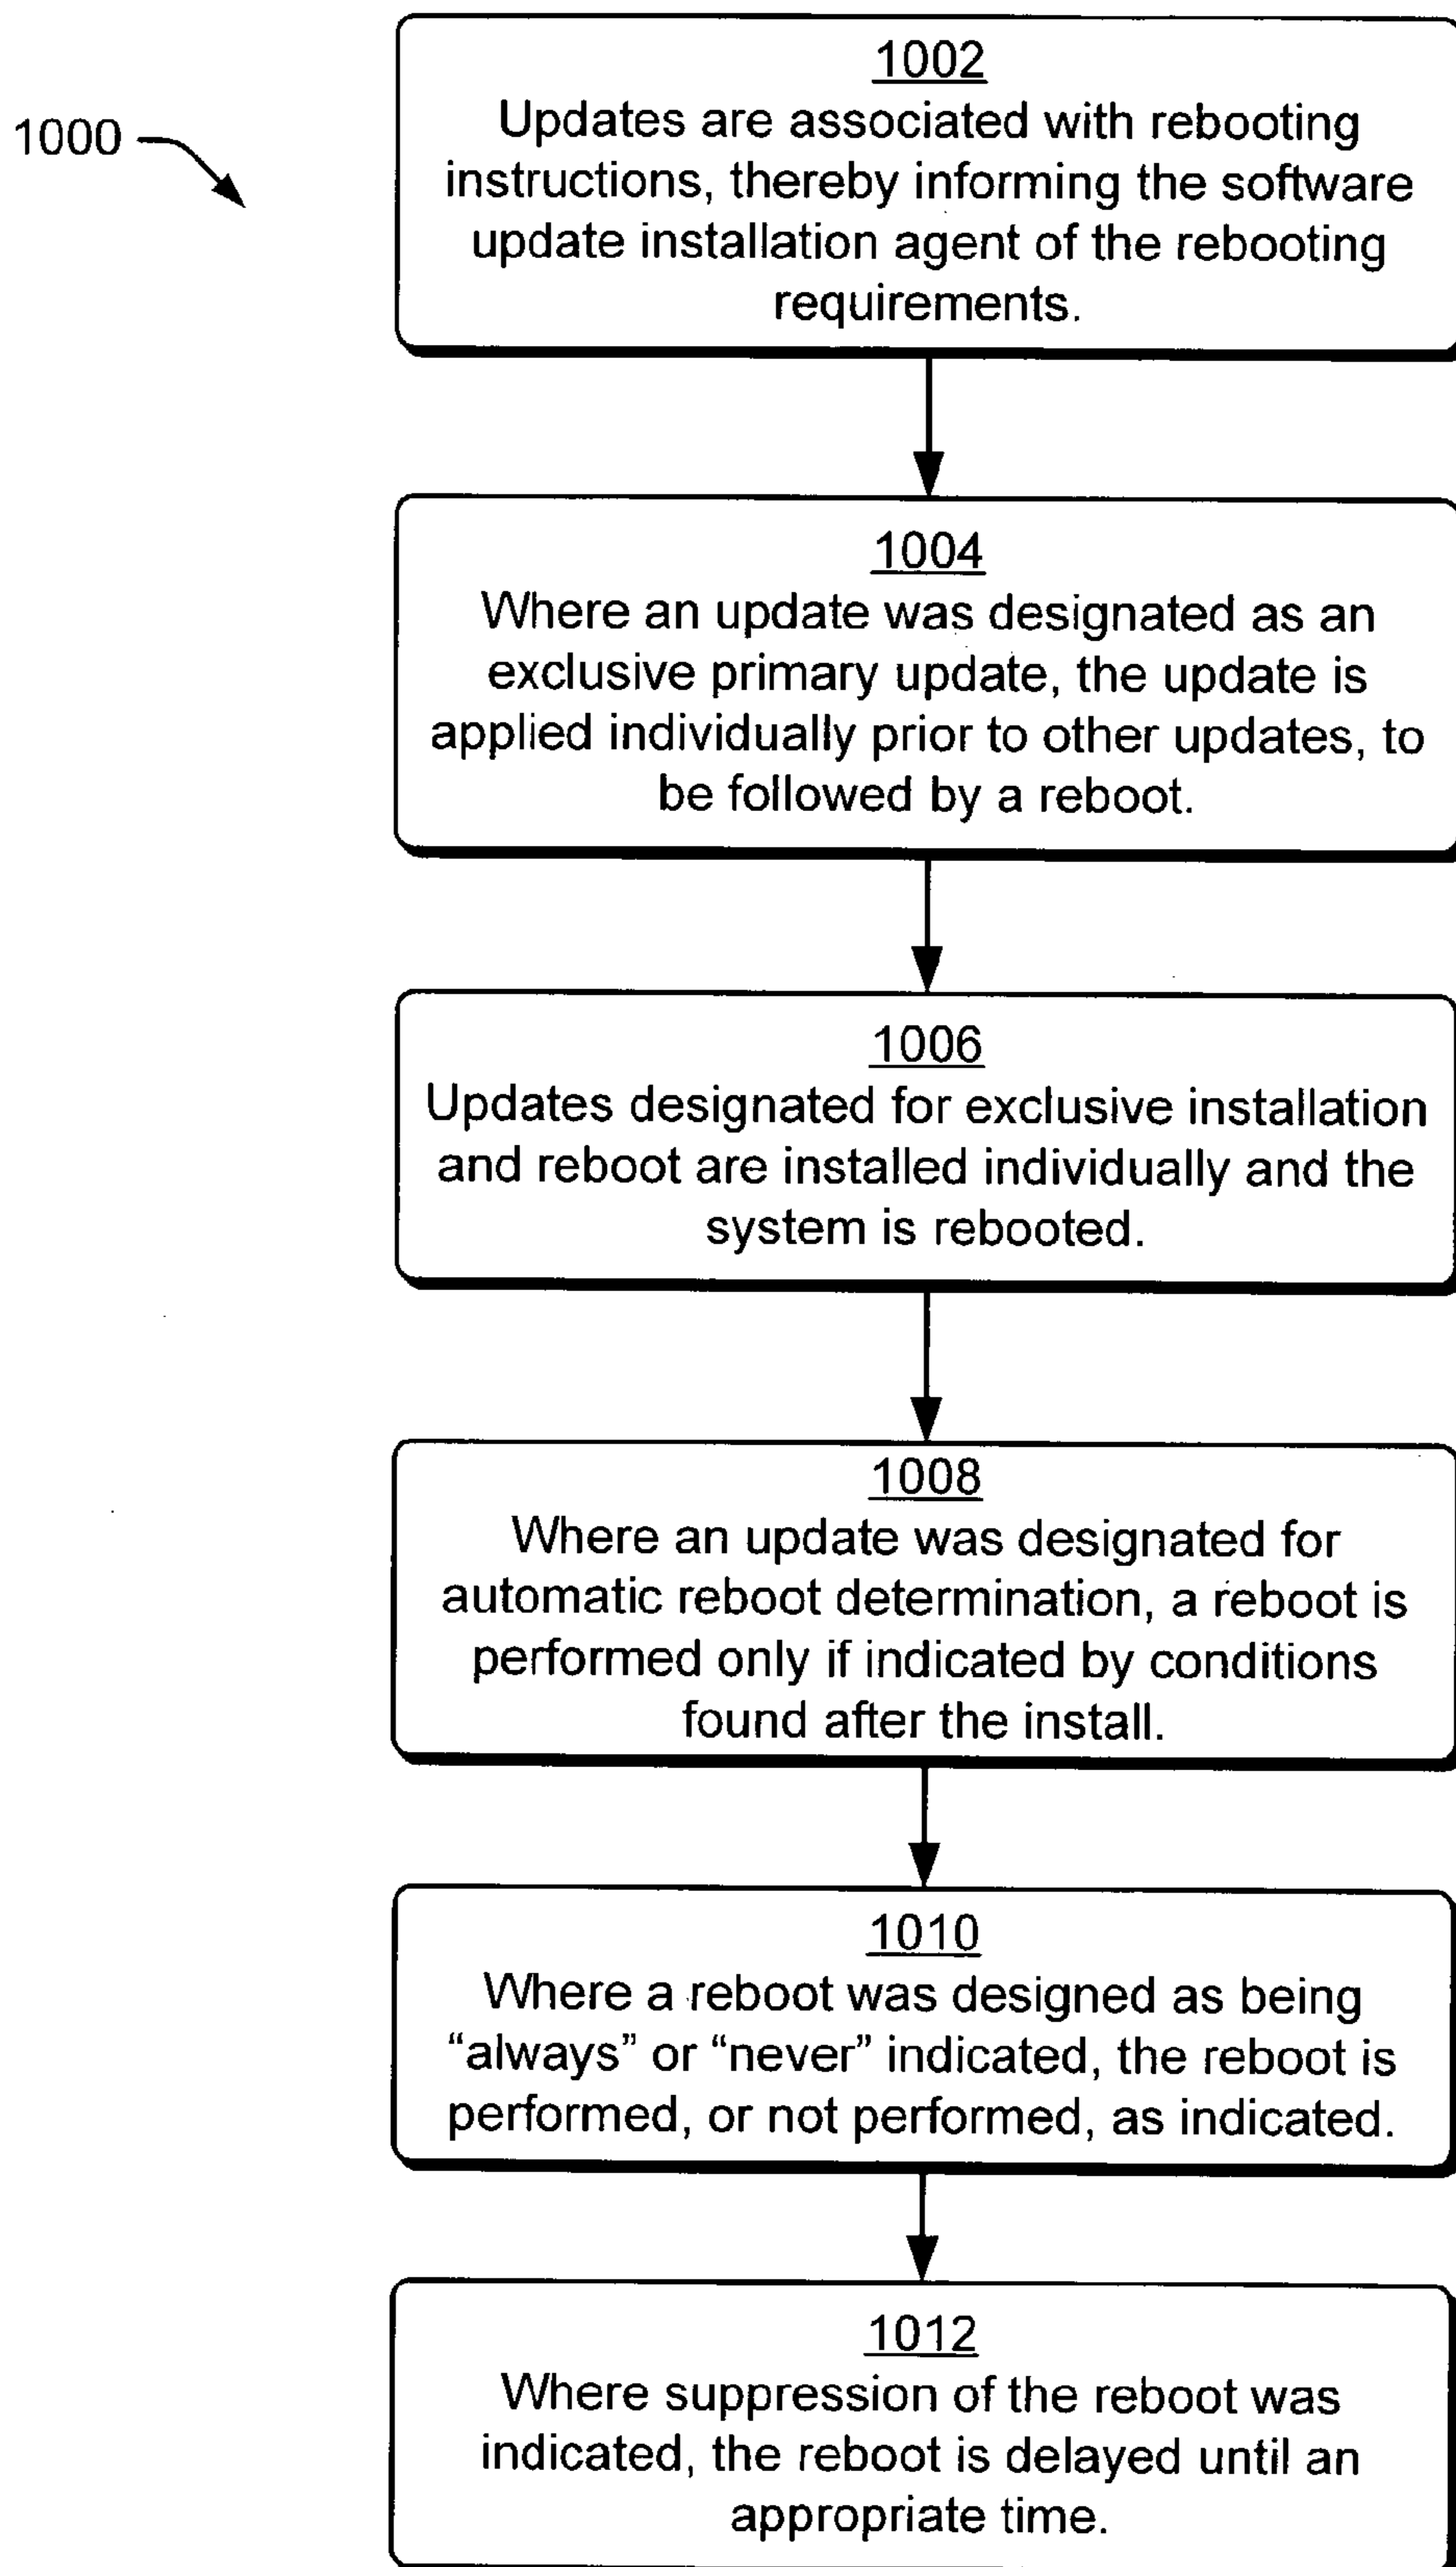 1000
1002
Updates are associated with rebooting
instructions, thereby informing the software
update installation agent of the rebooting
requirements.
1004
Where an update was designated as an
exclusive primary update, the update is
applied individually prior to other updates, to
be followed by a reboot.
1006
Updates designated for exclusive installation
and reboot are installed individually and the
system is rebooted.
1008
Where an update was designated for
automatic reboot determination, a reboot is
performed only if indicated by conditions
found after the install.
1010
Where a reboot was designed as being
“always” or “never” indicated, the reboot is
performed, or not performed, as indicated.
1012
Where suppression of the reboot was
indicated, the reboot is delayed until an
appropriate time.